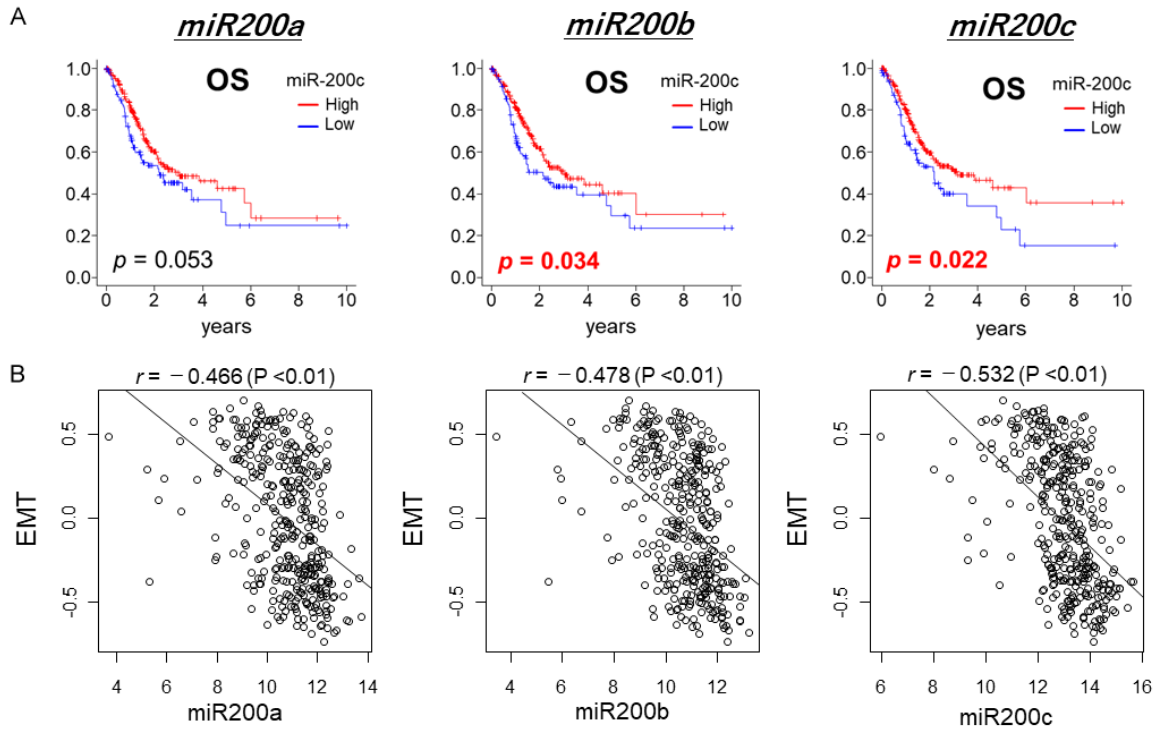 A
miR200a
miR200b
miR200c
OS
miR-200c
High
Low
1.0
0.8
0.6
0.4
0.2
0.0
p = 0.053
0 2 4 6 8 10
years
OS
miR-200c
High
Low
1.0
0.8
0.6
0.4
0.2
0.0
p = 0.034
0 2 4 6 8 10
years
OS
miR-200c
High
Low
1.0
0.8
0.6
0.4
0.2
0.0
p = 0.022
0 2 4 6 8 10
years
B
r = −0.466 (P <0.01)
EMT
0.5
0.0
-0.5
4 6 8 10 12 14
miR200a
r = −0.478 (P <0.01)
EMT
0.5
0.0
-0.5
4 6 8 10 12
miR200b
r = −0.532 (P <0.01)
EMT
0.5
0.0
-0.5
6 8 10 12 14 16
miR200c